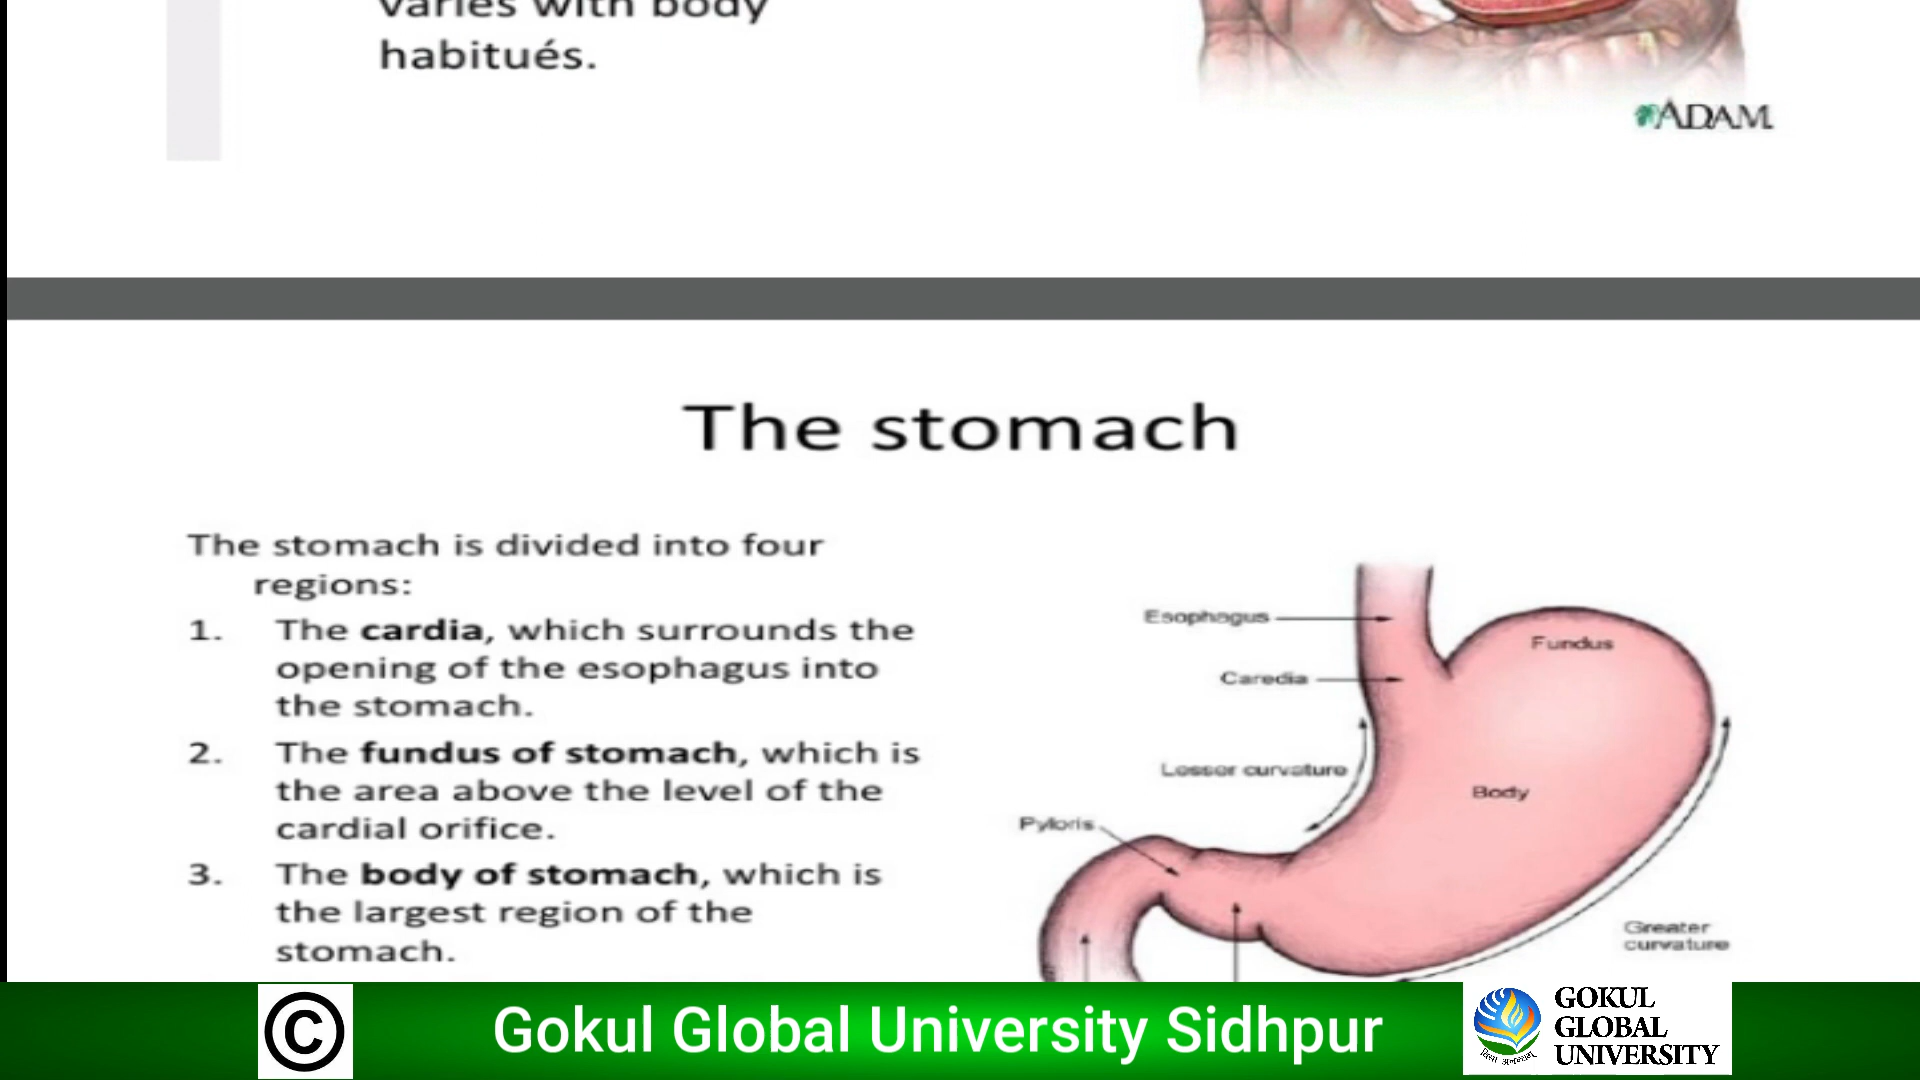 varies with body
habitués.
ADAM.
The stomach
The stomach is divided into four
regions:
1. The cardia, which surrounds the
opening of the esophagus into
the stomach.
2. The fundus of stomach, which is
the area above the level of the
cardial orifice.
3. The body of stomach, which is
the largest region of the
stomach.
Esophagus
Fundus
Caredia
Lesser curvature
Body
Pyloris
Greater
curvature
©
Gokul Global University Sidhpur
GOKUL
GLOBAL
UNIVERSITY